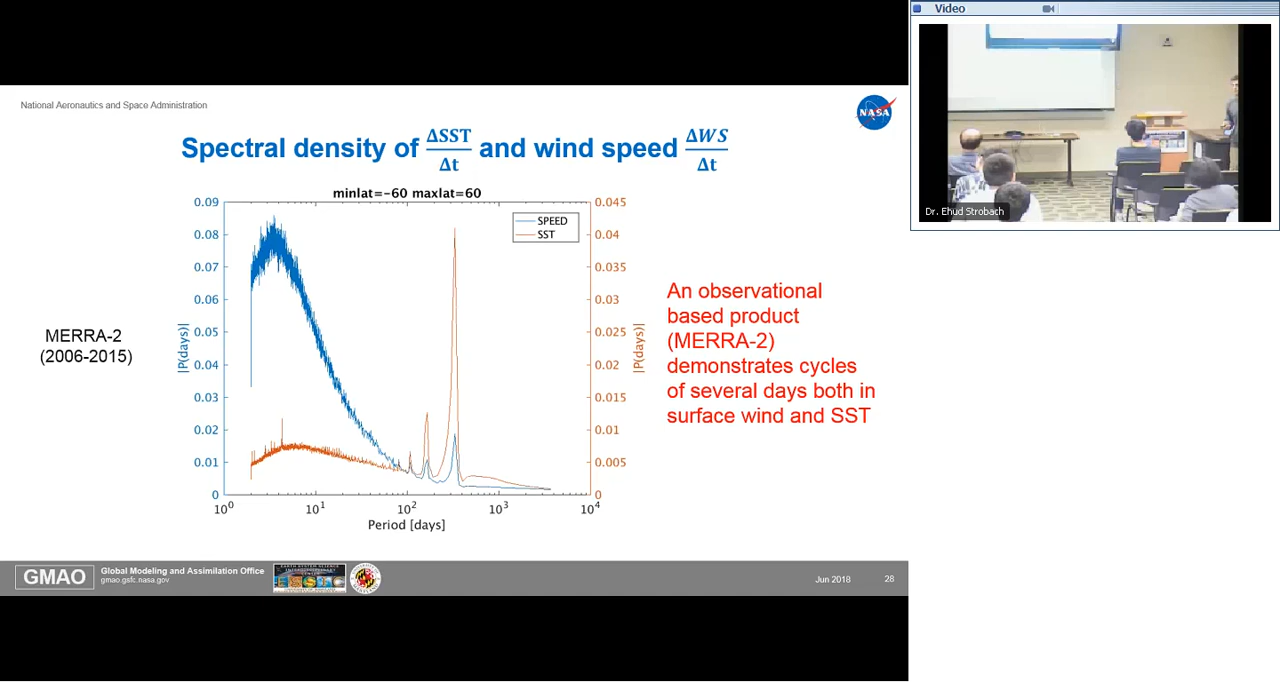 Video
National Aeronautics and Space Administration
NASA
Spectral density of ΔSST/Δt and wind speed ΔWS/Δt
minlat=-60 maxlat=60
SPEED
SST
0.09
0.08
0.07
0.06
0.05
0.04
0.03
0.02
0.01
0
|P(days)|
0.045
0.04
0.035
0.03
0.025
0.02
0.015
0.01
0.005
0
|P(days)|
10⁰ 10¹ 10² 10³ 10⁴
Period [days]
MERRA-2
(2006-2015)
An observational
based product
(MERRA-2)
demonstrates cycles
of several days both in
surface wind and SST
Dr. Ehud Strobach
GMAO
Global Modeling and Assimilation Office
gmao.gsfc.nasa.gov
Jun 2018
28